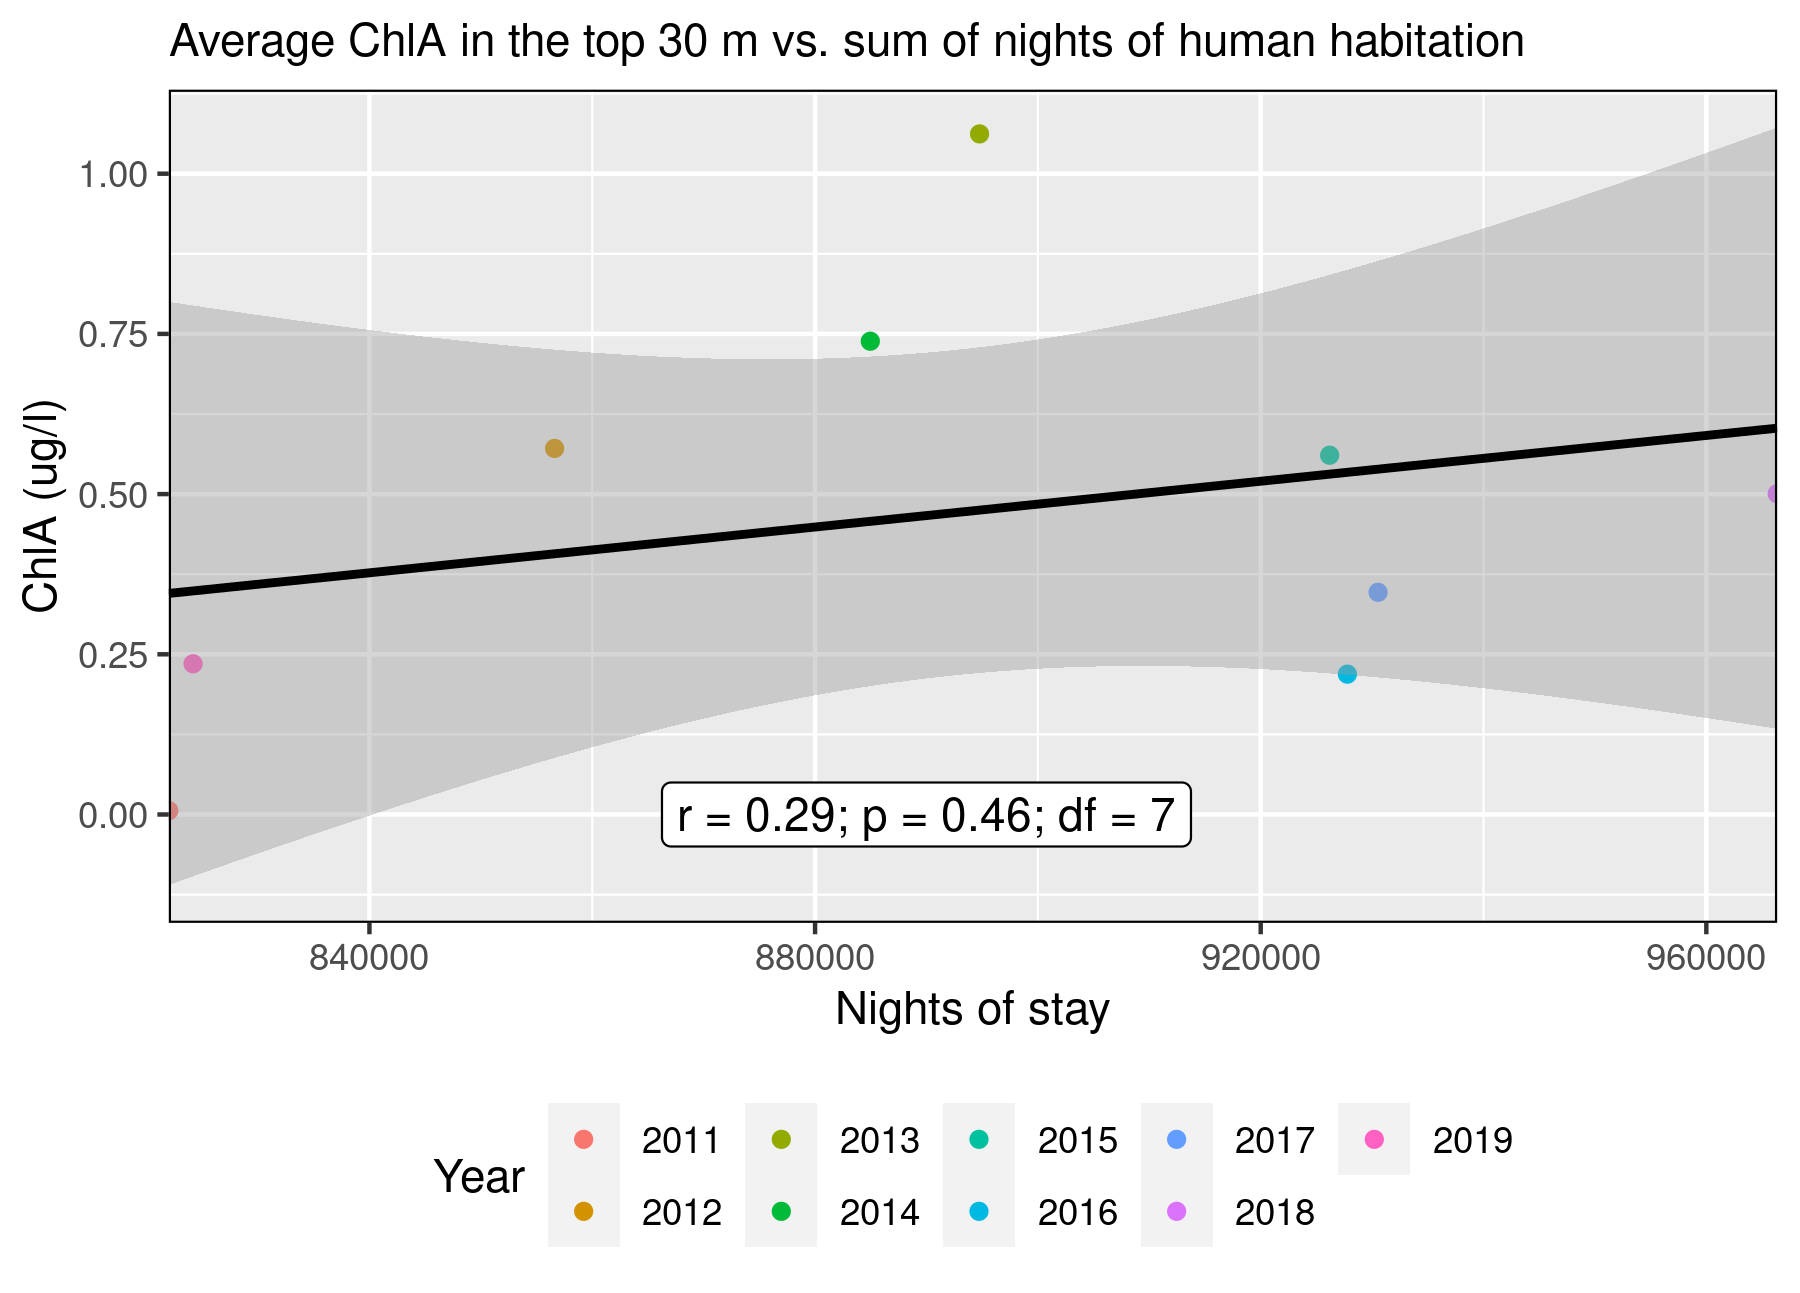 Average ChlA in the top 30 m vs. sum of nights of human habitation
ChlA (ug/l)
1.00
0.75
0.50
0.25
0.00
r = 0.29; p = 0.46; df = 7
840000 880000 920000 960000
Nights of stay
Year
2011 2013 2015 2017 2019
2012 2014 2016 2018